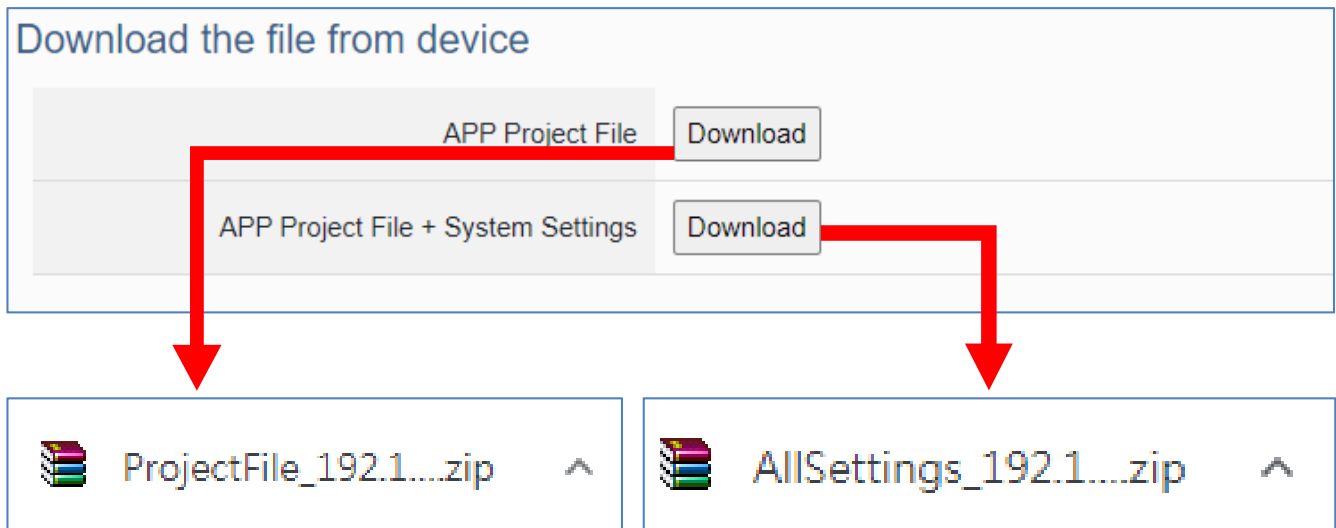 Download the file from device
APP Project File Download
APP Project File + System Settings Download
ProjectFile_192.1....zip
AllSettings_192.1....zip